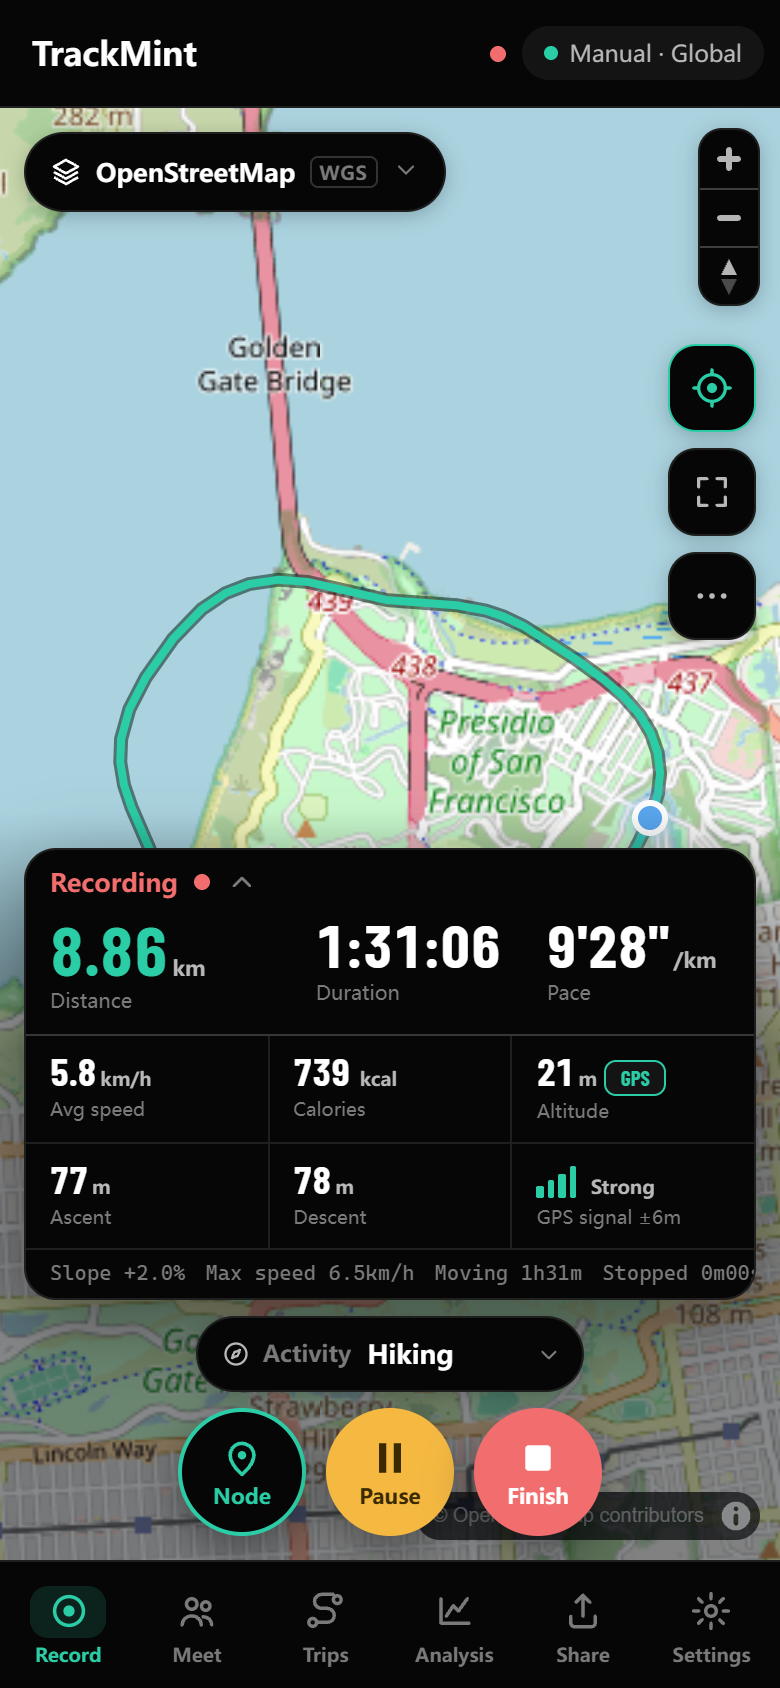 TrackMint
Manual · Global
282 m
OpenStreetMap WGS
Golden
Gate Bridge
439
438
437
Presidio
of San
Francisco
Recording
8.86 km
Distance
1:31:06
Duration
9'28" /km
Pace
5.8 km/h
Avg speed
739 kcal
Calories
21 m GPS
Altitude
77 m
Ascent
78 m
Descent
Strong
GPS signal ±6m
Slope +2.0% Max speed 6.5km/h Moving 1h31m Stopped 0m00s
108 m
Activity Hiking
Gate
Lincoln Way
Node
Pause
Finish
contributors
Record
Meet
Trips
Analysis
Share
Settings